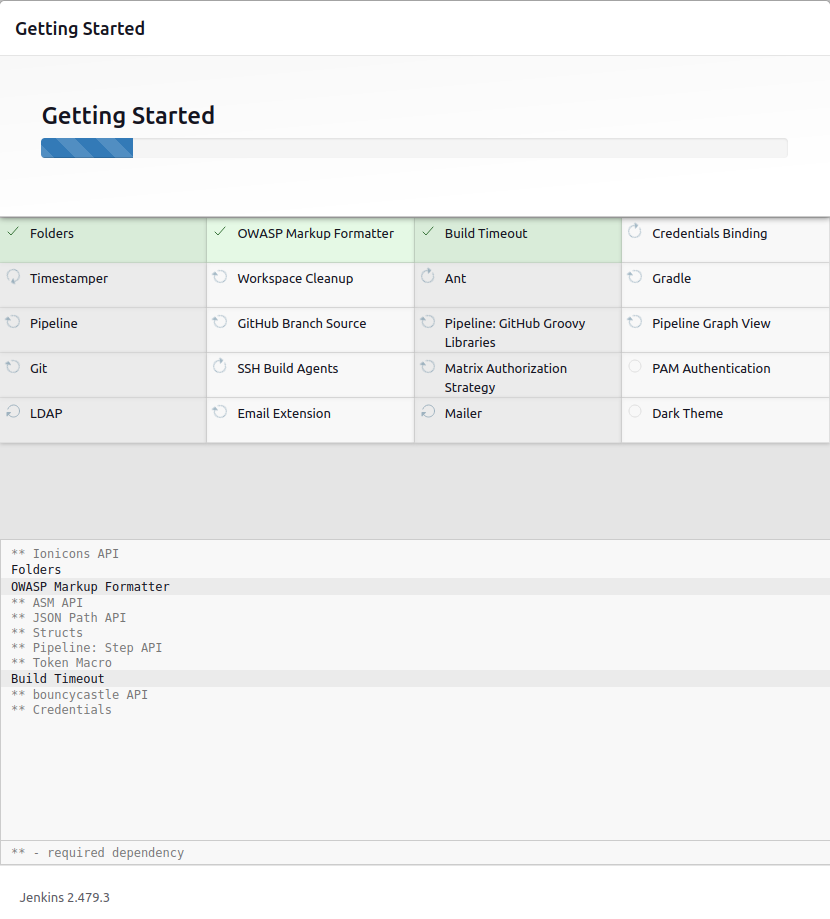 Getting Started
Getting Started
Folders
OWASP Markup Formatter
Build Timeout
Credentials Binding
Timestamper
Workspace Cleanup
Ant
Gradle
Pipeline
GitHub Branch Source
Pipeline: GitHub Groovy
Libraries
Pipeline Graph View
Git
SSH Build Agents
Matrix Authorization
Strategy
PAM Authentication
LDAP
Email Extension
Mailer
Dark Theme
** Ionicons API
Folders
OWASP Markup Formatter
** ASM API
** JSON Path API
** Structs
** Pipeline: Step API
** Token Macro
Build Timeout
** bouncycastle API
** Credentials
** - required dependency
Jenkins 2.479.3